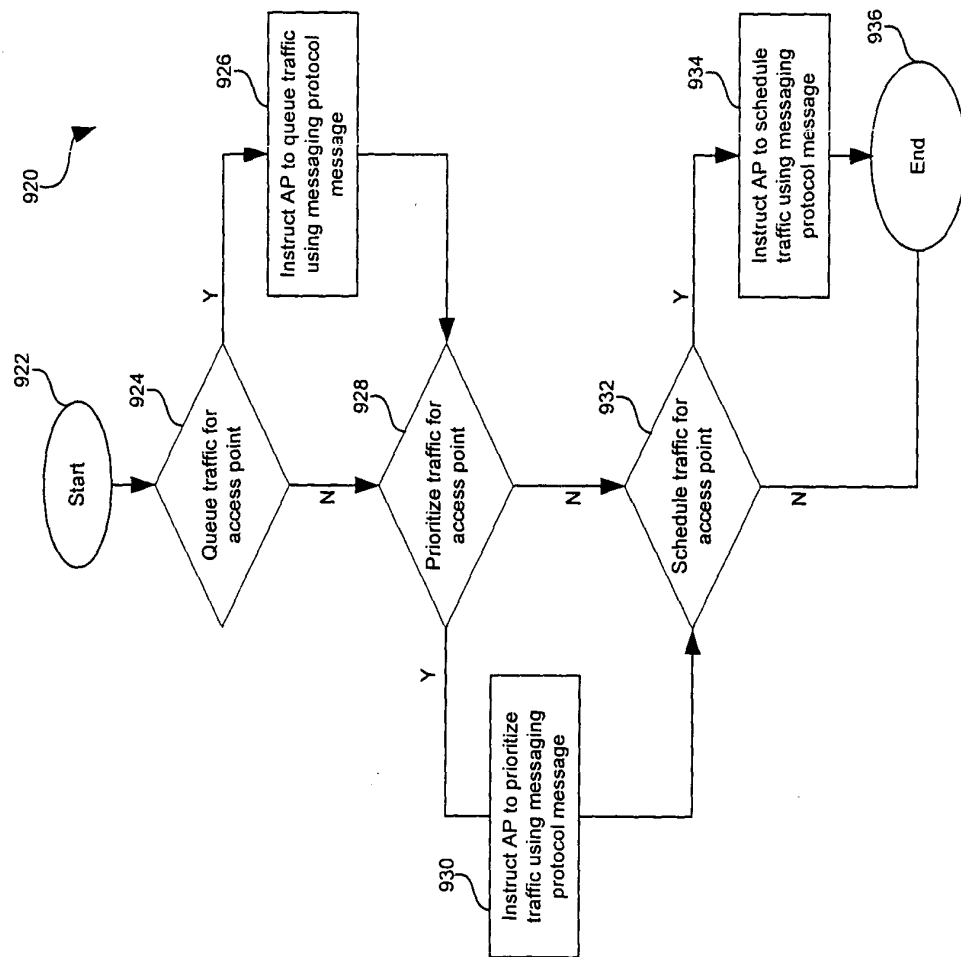 920
922
Start
924
Queue traffic for
access point
Y
N
926
Instruct AP to queue traffic
using messaging protocol
message
928
Prioritize traffic for
access point
Y
N
930
Instruct AP to prioritize
traffic using messaging
protocol message
932
Schedule traffic for
access point
Y
N
934
Instruct AP to schedule
traffic using messaging
protocol message
936
End